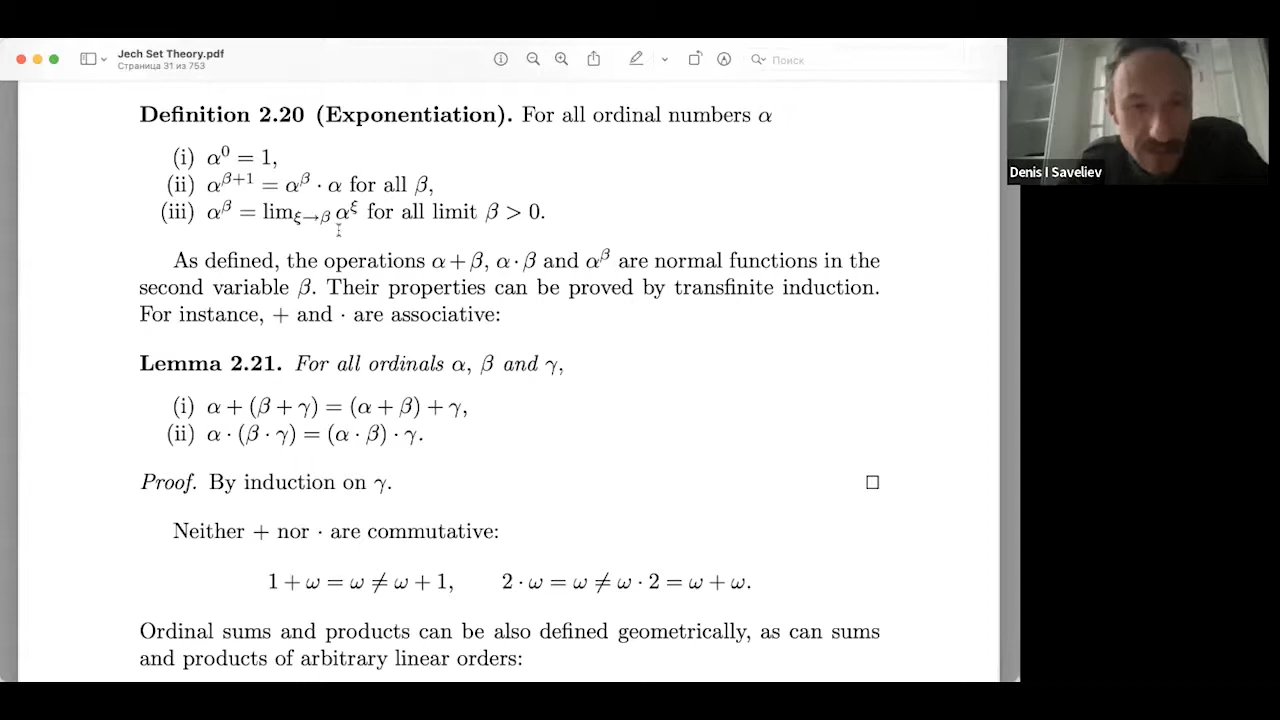 Jech Set Theory.pdf
Страница 31 из 753
Поиск
Definition 2.20 (Exponentiation). For all ordinal numbers α
(i) α⁰ = 1,
(ii) α^{β+1} = α^β · α for all β,
(iii) α^β = lim_{ξ→β} α^ξ for all limit β > 0.
As defined, the operations α + β, α · β and α^β are normal functions in the
second variable β. Their properties can be proved by transfinite induction.
For instance, + and · are associative:
Lemma 2.21. For all ordinals α, β and γ,
(i) α + (β + γ) = (α + β) + γ,
(ii) α · (β · γ) = (α · β) · γ.
Proof. By induction on γ. □
Neither + nor · are commutative:
1 + ω = ω ≠ ω + 1, 2 · ω = ω ≠ ω · 2 = ω + ω.
Ordinal sums and products can be also defined geometrically, as can sums
and products of arbitrary linear orders:
Denis I Saveliev